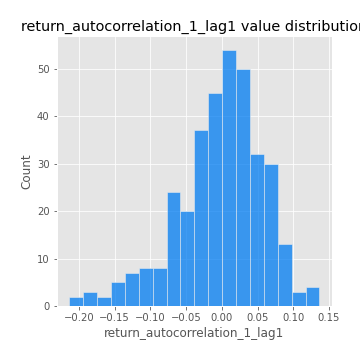 return_autocorrelation_1_lag1 value distribution
50
40
30
20
10
0
Count
−0.20 −0.15 −0.10 −0.05 0.00 0.05 0.10 0.15
return_autocorrelation_1_lag1